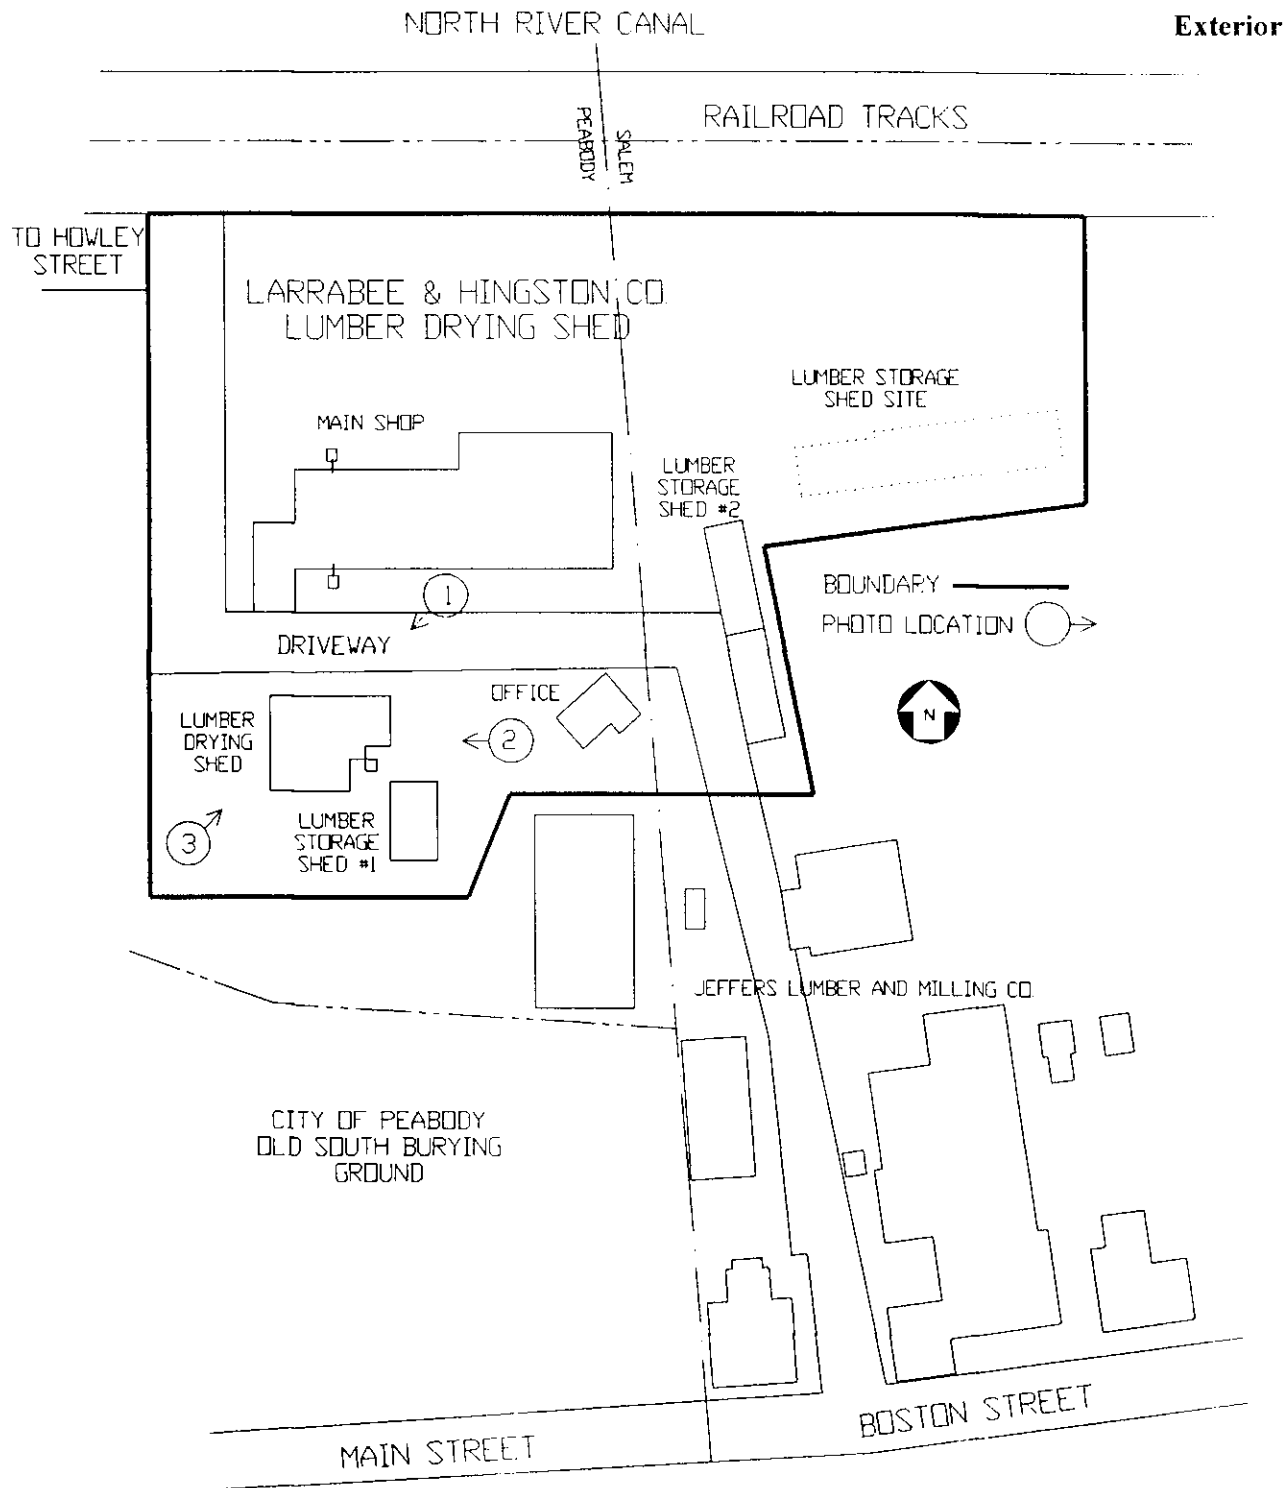 NORTH RIVER CANAL
Exterior
RAILROAD TRACKS
PEABODY
SALEM
TO HOWLEY
STREET
LARRABEE & HINGSTON CO.
LUMBER DRYING SHED
LUMBER STORAGE
SHED SITE
MAIN SHOP
LUMBER
STORAGE
SHED #2
BOUNDARY
1
PHOTO LOCATION
DRIVEWAY
OFFICE
N
LUMBER
DRYING
SHED
2
3
LUMBER
STORAGE
SHED #1
JEFFERS LUMBER AND MILLING CO.
CITY OF PEABODY
OLD SOUTH BURYING
GROUND
BOSTON STREET
MAIN STREET